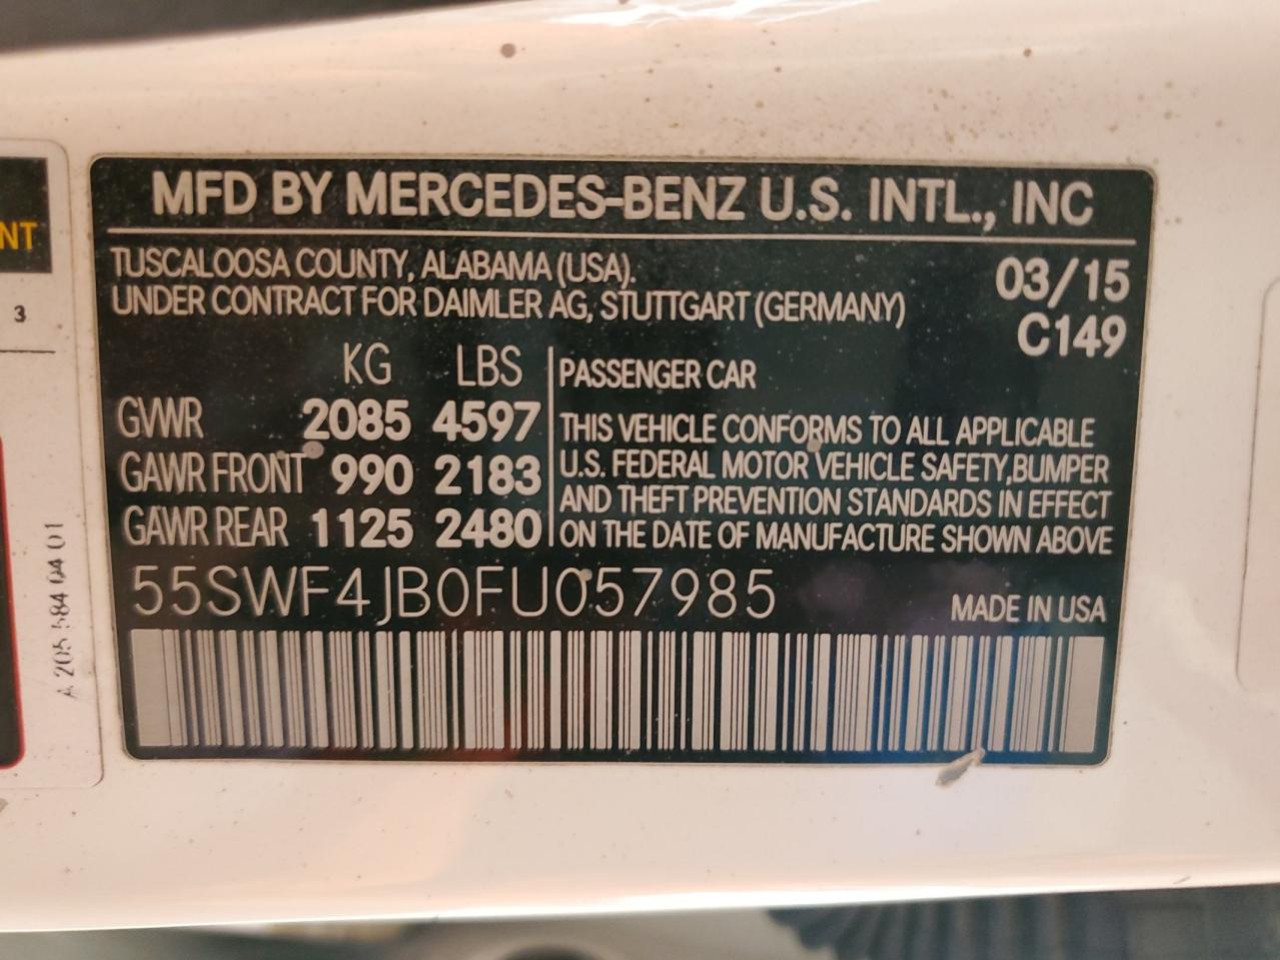 MFD BY MERCEDES-BENZ U.S. INTL., INC
TUSCALOOSA COUNTY, ALABAMA (USA).
UNDER CONTRACT FOR DAIMLER AG, STUTTGART (GERMANY)
03/15
C149
KG LBS
GVWR 2085 4597
GAWR FRONT 990 2183
GAWR REAR 1125 2480
PASSENGER CAR
THIS VEHICLE CONFORMS TO ALL APPLICABLE
U.S. FEDERAL MOTOR VEHICLE SAFETY,BUMPER
AND THEFT PREVENTION STANDARDS IN EFFECT
ON THE DATE OF MANUFACTURE SHOWN ABOVE
55SWF4JB0FU057985
MADE IN USA
NT
3
A 205 584 04 01